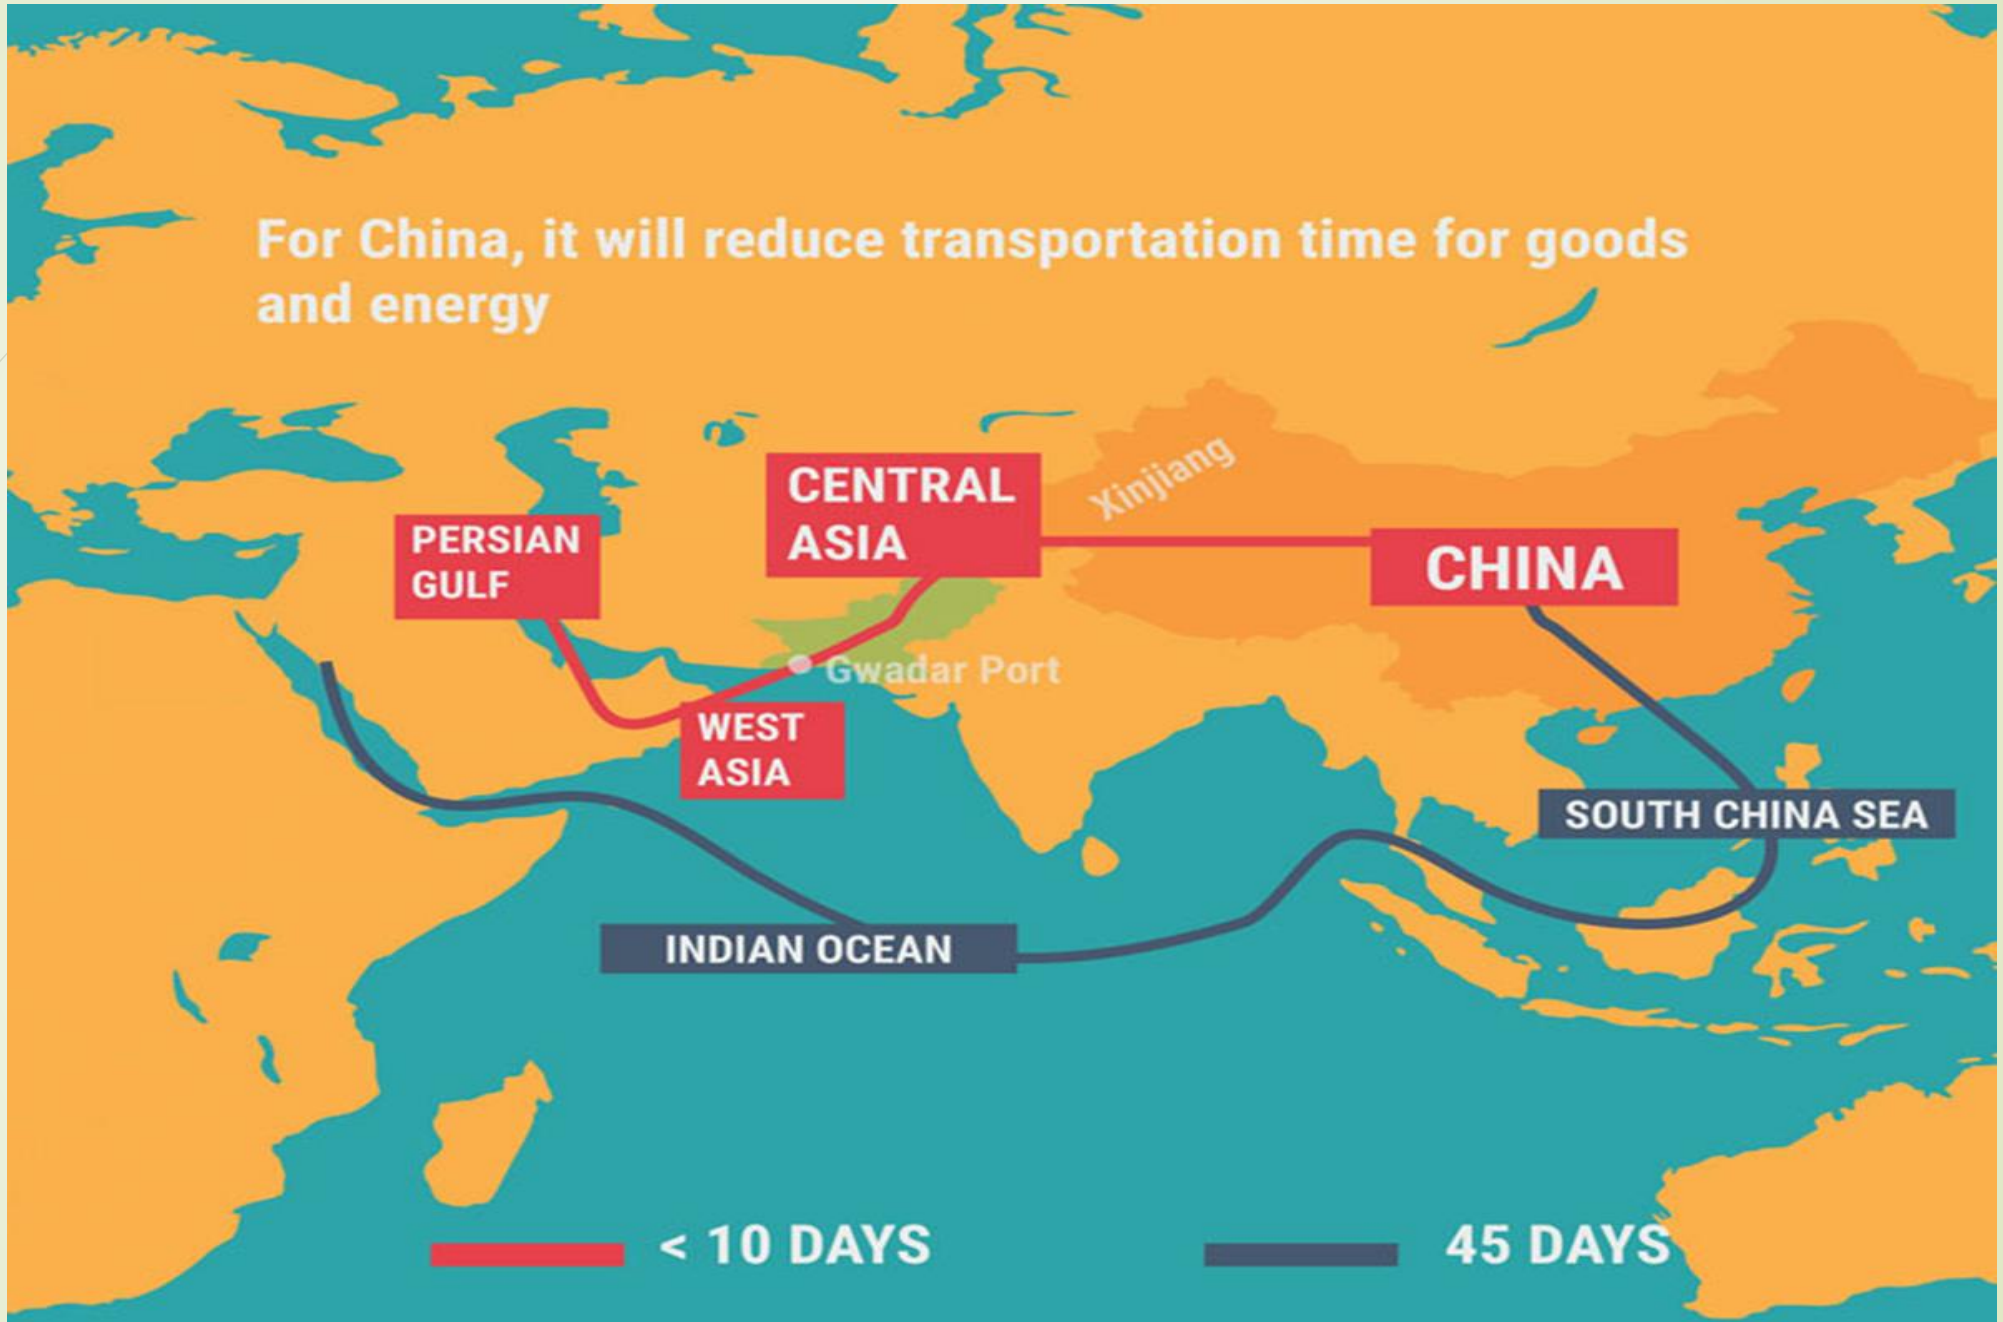 For China, it will reduce transportation time for goods
and energy
Xinjiang
CENTRAL
ASIA
PERSIAN
GULF
CHINA
Gwadar Port
WEST
ASIA
SOUTH CHINA SEA
INDIAN OCEAN
< 10 DAYS
45 DAYS